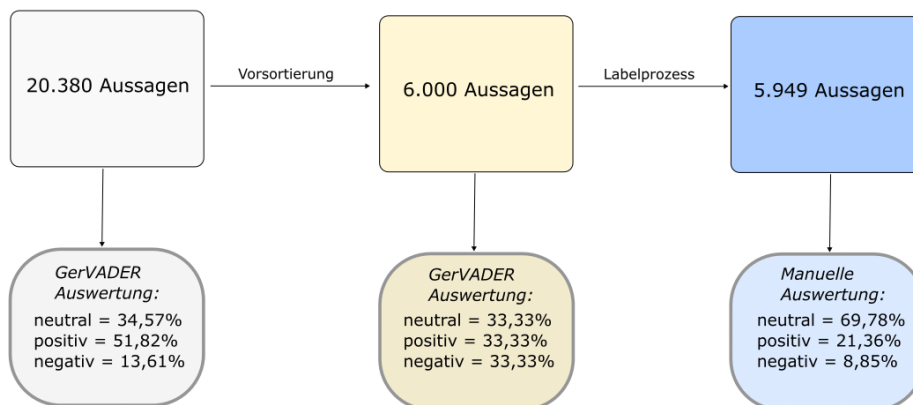 20.380 Aussagen
Vorsortierung
6.000 Aussagen
Labelprozess
5.949 Aussagen
GerVADER
Auswertung:
neutral = 34,57%
positiv = 51,82%
negativ = 13,61%
GerVADER
Auswertung:
neutral = 33,33%
positiv = 33,33%
negativ = 33,33%
Manuelle
Auswertung:
neutral = 69,78%
positiv = 21,36%
negativ = 8,85%